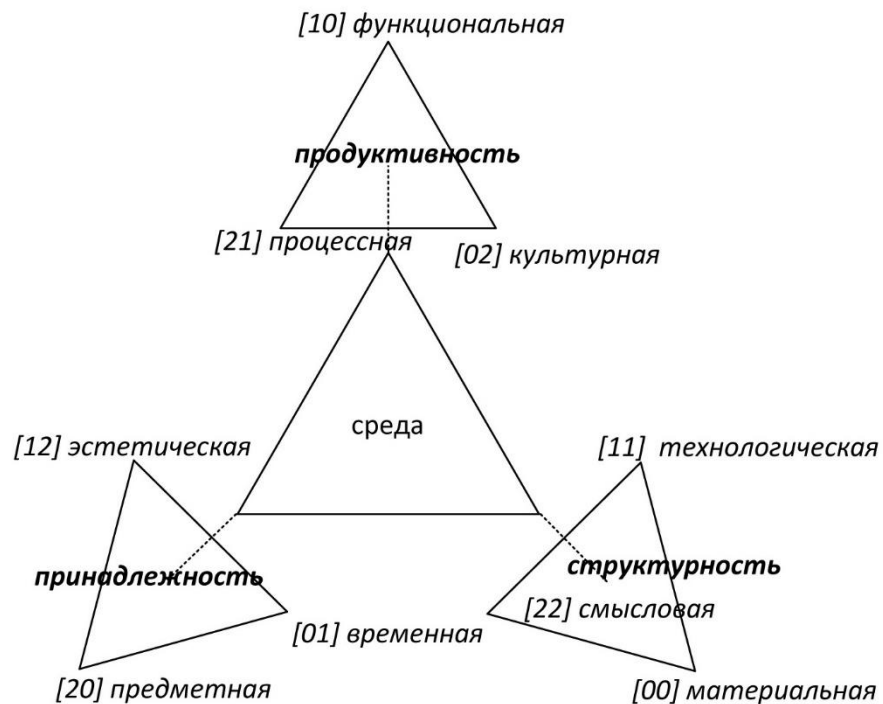 [10] функциональная
продуктивность
[21] процессная
[02] культурная
среда
[12] эстетическая
[11] технологическая
принадлежность
структурность
[22] смысловая
[01] временная
[20] предметная
[00] материальная